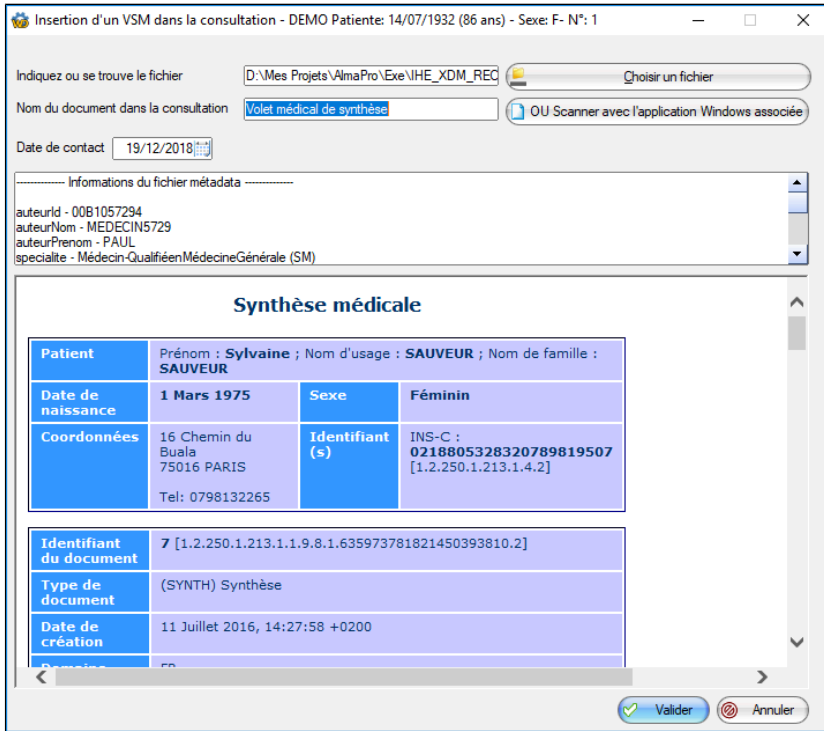 Insertion d'un VSM dans la consultation - DEMO Patiente: 14/07/1932 (86 ans) - Sexe: F- N°: 1
Indiquez ou se trouve le fichier
D:\Mes Projets\AlmaPro\Exe\IHE_XDM_REC
Choisir un fichier
Nom du document dans la consultation
Volet médical de synthèse
OU Scanner avec l'application Windows associée
Date de contact
19/12/2018
-------------- Informations du fichier métadata --------------
auteurId - 00B1057294
auteurNom - MEDECIN5729
auteurPrenom - PAUL
specialite - Médecin-QualifiéenMédecineGénérale (SM)
Synthèse médicale
Patient
Prénom : Sylvaine ; Nom d'usage : SAUVEUR ; Nom de famille :
SAUVEUR
Date de
naissance
1 Mars 1975
Sexe
Féminin
Coordonnées
16 Chemin du
Buala
75016 PARIS
Tel: 0798132265
Identifiant
(s)
INS-C :
0218805328320789819507
[1.2.250.1.213.1.4.2]
Identifiant
du document
7 [1.2.250.1.213.1.1.9.8.1.635973781821450393810.2]
Type de
document
(SYNTH) Synthèse
Date de
création
11 Juillet 2016, 14:27:58 +0200
Domaine
FR
Valider
Annuler